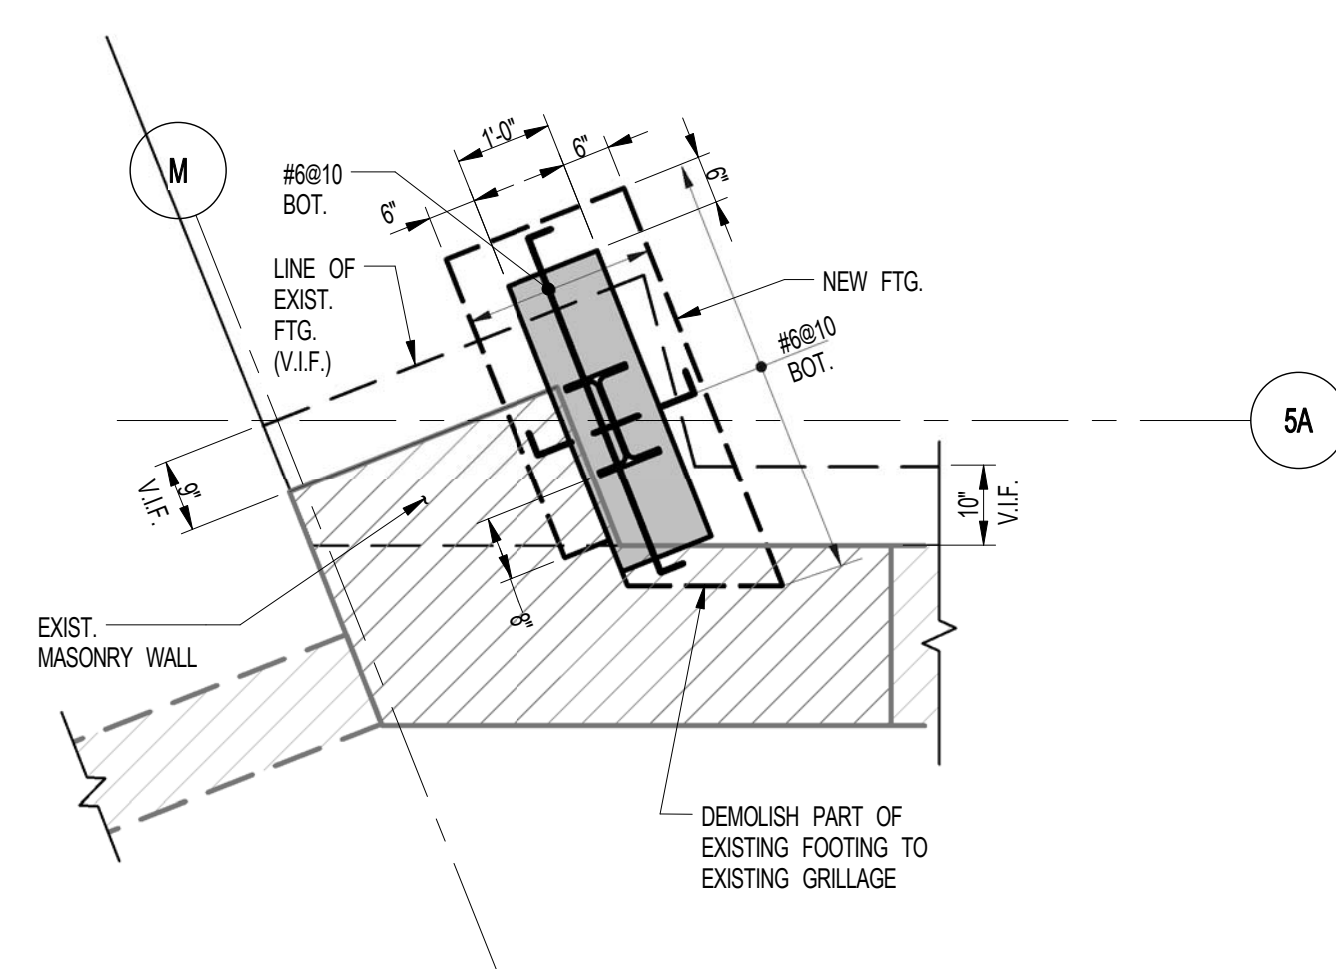 1'-0"
6"
6"
6"
M
#6@10
BOT.
LINE OF
EXIST.
FTG.
(V.I.F.)
NEW FTG.
#6@10
BOT.
5A
9"
V.I.F.
10"
V.I.F.
8"
EXIST.
MASONRY WALL
DEMOLISH PART OF
EXISTING FOOTING TO
EXISTING GRILLAGE